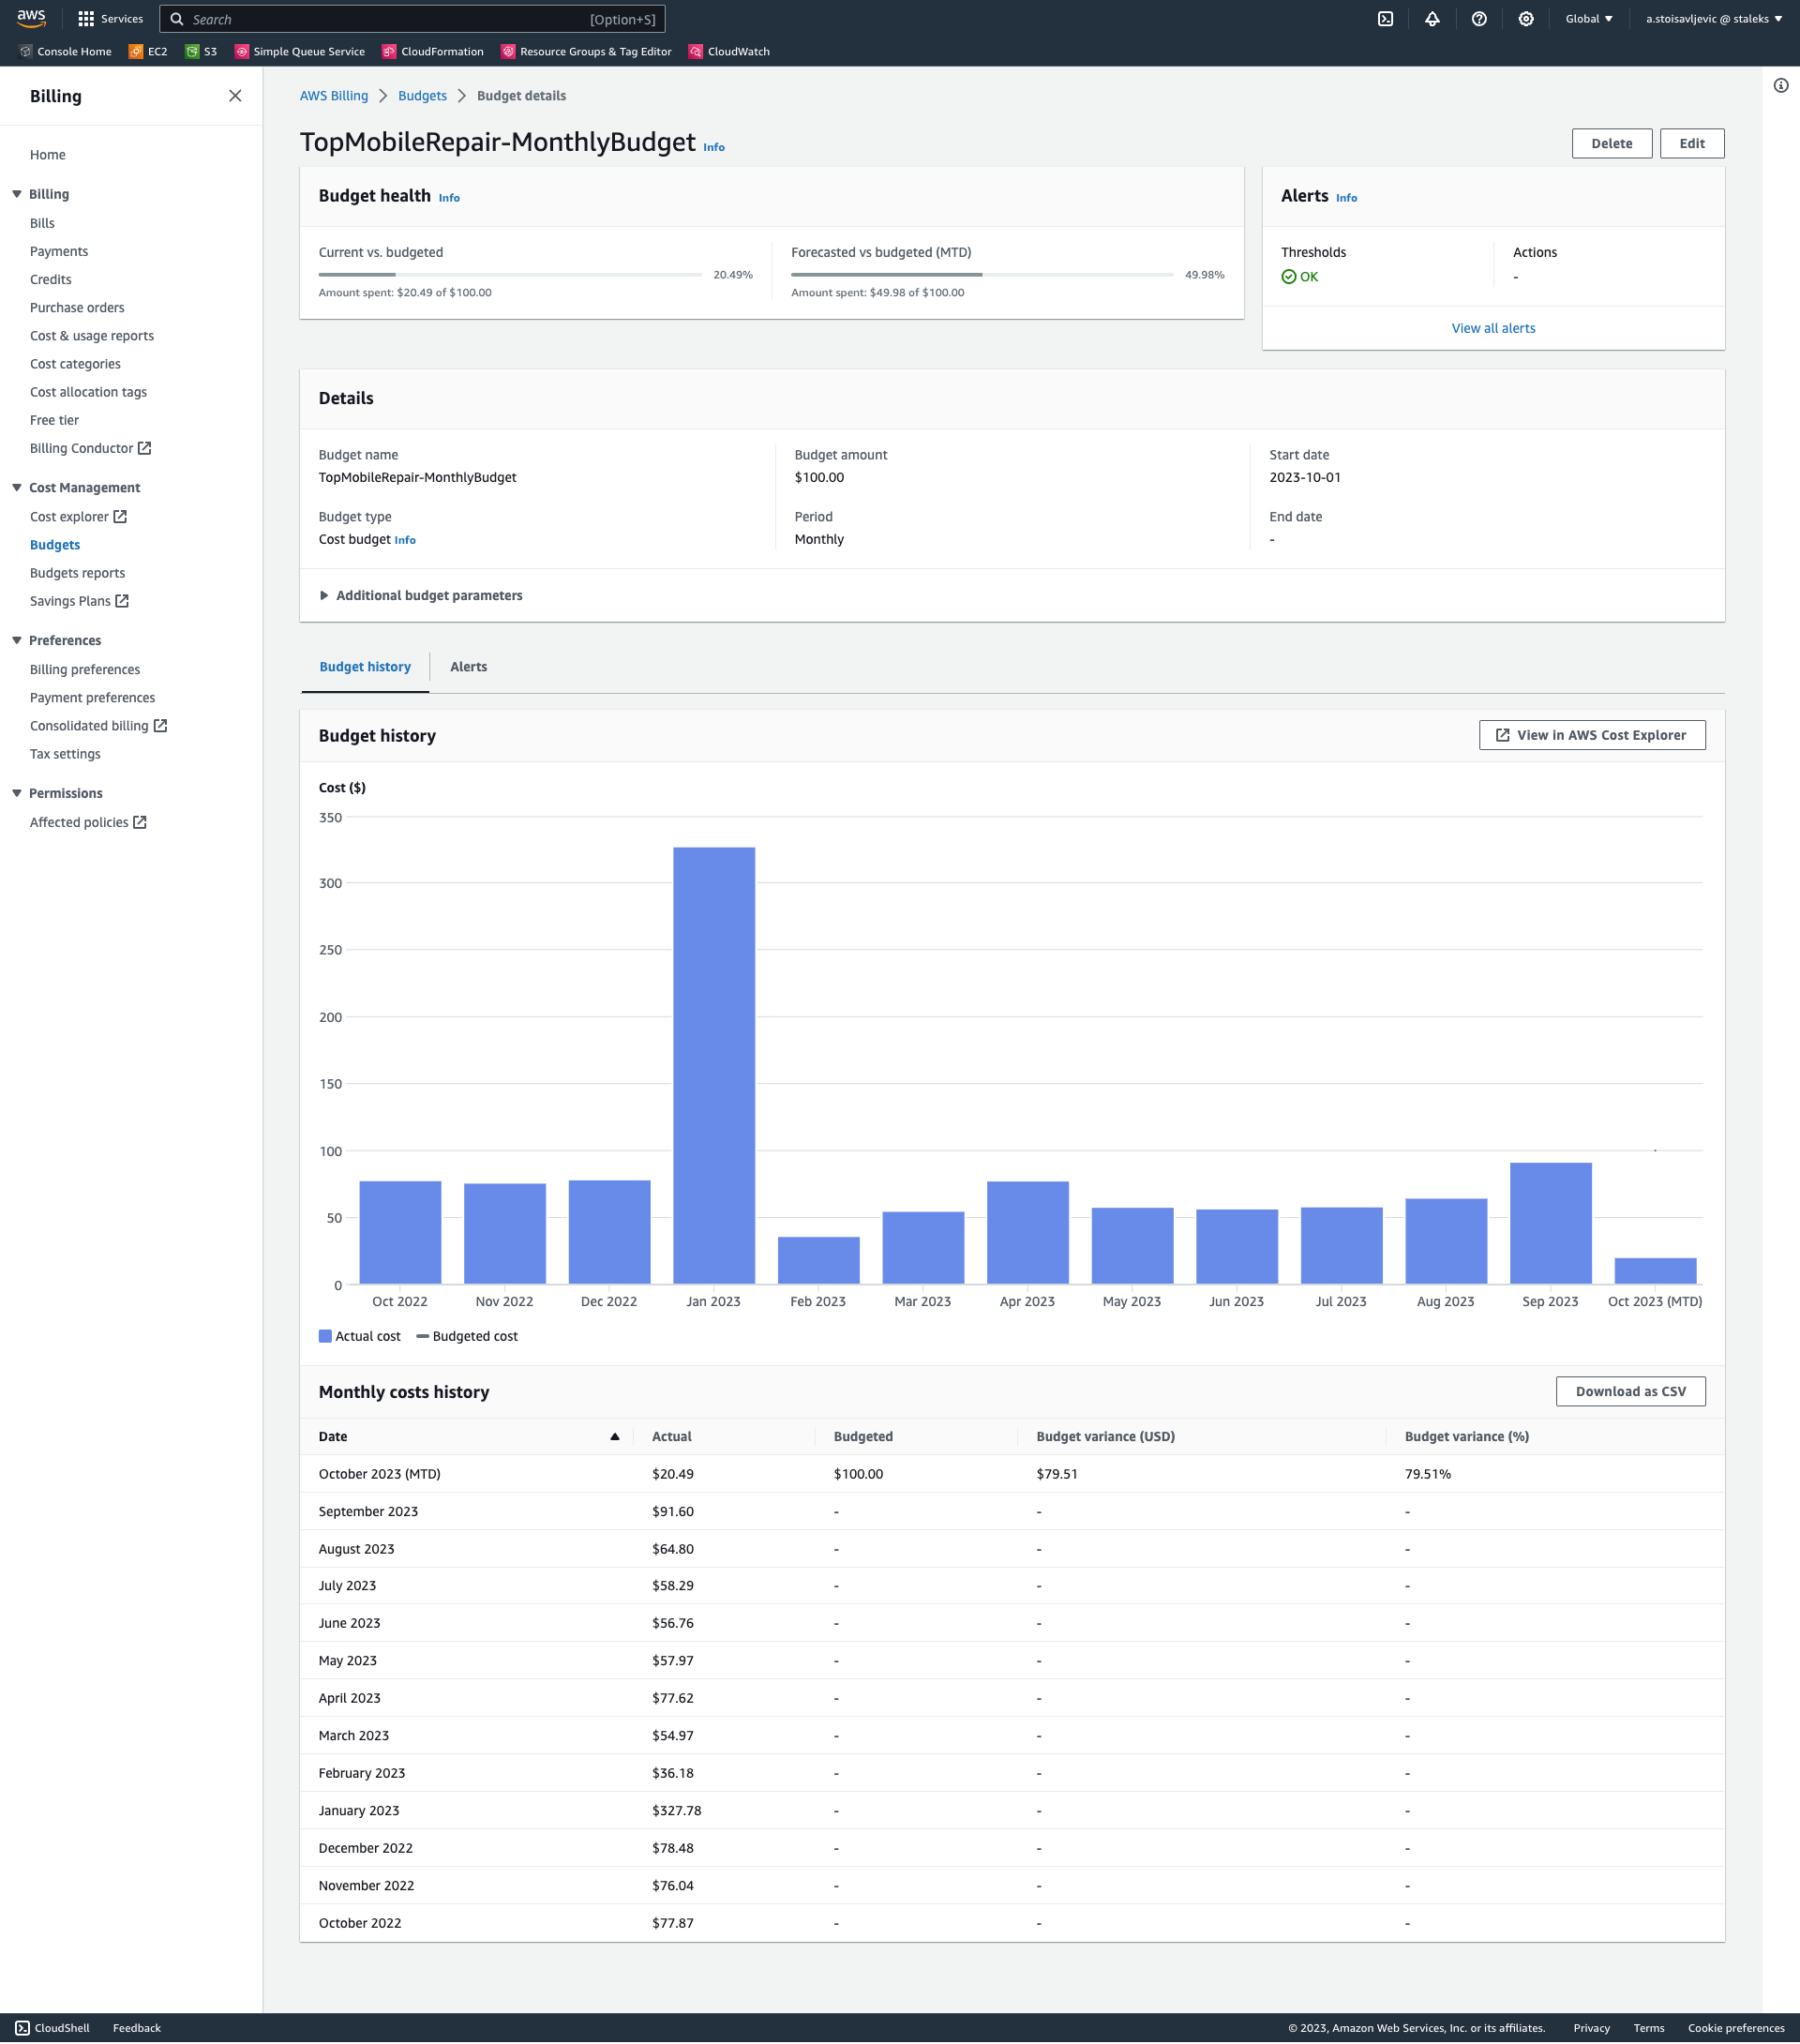 aws
Services
Search
[Option+S]
Global
a.stoisavljevic @ staleks
Console Home
EC2
S3
Simple Queue Service
CloudFormation
Resource Groups & Tag Editor
CloudWatch
Billing
Home
Billing
Bills
Payments
Credits
Purchase orders
Cost & usage reports
Cost categories
Cost allocation tags
Free tier
Billing Conductor
Cost Management
Cost explorer
Budgets
Budgets reports
Savings Plans
Preferences
Billing preferences
Payment preferences
Consolidated billing
Tax settings
Permissions
Affected policies
AWS Billing
Budgets
Budget details
TopMobileRepair-MonthlyBudget Info
Delete
Edit
Budget health Info
Current vs. budgeted
20.49%
Amount spent: $20.49 of $100.00
Forecasted vs budgeted (MTD)
49.98%
Amount spent: $49.98 of $100.00
Alerts Info
Thresholds
OK
Actions
-
View all alerts
Details
Budget name
TopMobileRepair-MonthlyBudget
Budget type
Cost budget Info
Budget amount
$100.00
Period
Monthly
Start date
2023-10-01
End date
-
Additional budget parameters
Budget history
Alerts
Budget history
View in AWS Cost Explorer
Cost ($)
350
300
250
200
150
100
50
0
Oct 2022 Nov 2022 Dec 2022 Jan 2023 Feb 2023 Mar 2023 Apr 2023 May 2023 Jun 2023 Jul 2023 Aug 2023 Sep 2023 Oct 2023 (MTD)
Actual cost Budgeted cost
Monthly costs history
Download as CSV
Date Actual Budgeted Budget variance (USD) Budget variance (%)
October 2023 (MTD) $20.49 $100.00 $79.51 79.51%
September 2023 $91.60 - - -
August 2023 $64.80 - - -
July 2023 $58.29 - - -
June 2023 $56.76 - - -
May 2023 $57.97 - - -
April 2023 $77.62 - - -
March 2023 $54.97 - - -
February 2023 $36.18 - - -
January 2023 $327.78 - - -
December 2022 $78.48 - - -
November 2022 $76.04 - - -
October 2022 $77.87 - - -
CloudShell
Feedback
© 2023, Amazon Web Services, Inc. or its affiliates.
Privacy
Terms
Cookie preferences